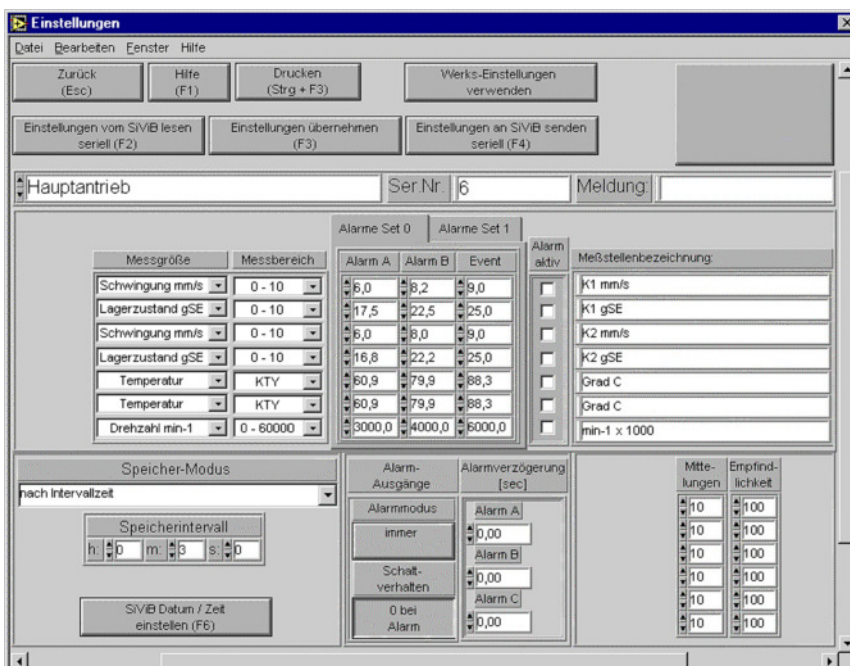 Einstellungen
Datei Bearbeiten Fenster Hilfe
Zurück
(Esc)
Hilfe
(F1)
Drucken
(Strg + F3)
Werks-Einstellungen
verwenden
Einstellungen vom SiViB lesen
seriell (F2)
Einstellungen übernehmen
(F3)
Einstellungen an SiViB senden
seriell (F4)
Hauptantrieb Ser.Nr. 6 Meldung:
Alarme Set 0 Alarme Set 1
Messgröße Messbereich Alarm A Alarm B Event Alarm
aktiv Meßstellenbezeichnung:
Schwingung mm/s 0 - 10 6,0 8,2 9,0 K1 mm/s
Lagerzustand gSE 0 - 10 17,5 22,5 25,0 K1 gSE
Schwingung mm/s 0 - 10 6,0 8,0 9,0 K2 mm/s
Lagerzustand gSE 0 - 10 16,8 22,2 25,0 K2 gSE
Temperatur KTY 60,9 79,9 88,3 Grad C
Temperatur KTY 60,9 79,9 88,3 Grad C
Drehzahl min-1 0 - 60000 3000,0 4000,0 6000,0 min-1 x 1000
Speicher-Modus
nach Intervallzeit
Speicherintervall
h: 0 m: 3 s: 0
SiViB Datum / Zeit
einstellen (F6)
Alarm-
Ausgänge
Alarmmodus
immer
Schalt-
verhalten
0 bei
Alarm
Alarmverzögerung
[sec]
Alarm A
0,00
Alarm B
0,00
Alarm C
0,00
Mitte-
lungen
Empfind-
lichkeit
10 100
10 100
10 100
10 100
10 100
10 100